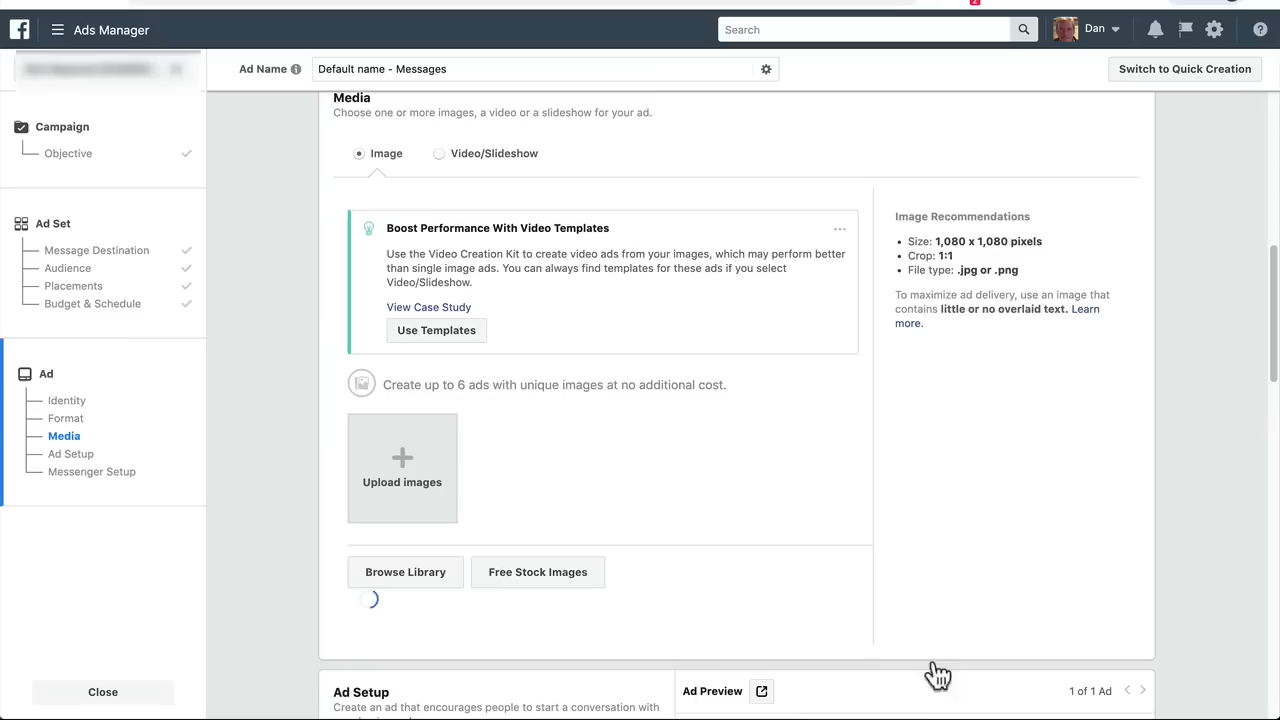 2
Ads Manager
Search
Dan
Ad Name
Default name - Messages
Switch to Quick Creation
Campaign
Objective
Ad Set
Message Destination
Audience
Placements
Budget & Schedule
Ad
Identity
Format
Media
Ad Setup
Messenger Setup
Close
Media
Choose one or more images, a video or a slideshow for your ad.
Image
Video/Slideshow
Boost Performance With Video Templates
Use the Video Creation Kit to create video ads from your images, which may perform better
than single image ads. You can always find templates for these ads if you select
Video/Slideshow.
View Case Study
Use Templates
Create up to 6 ads with unique images at no additional cost.
Upload images
Browse Library
Free Stock Images
Image Recommendations
• Size: 1,080 x 1,080 pixels
• Crop: 1:1
• File type: .jpg or .png
To maximize ad delivery, use an image that
contains little or no overlaid text. Learn
more.
Ad Setup
Create an ad that encourages people to start a conversation with
Ad Preview
1 of 1 Ad